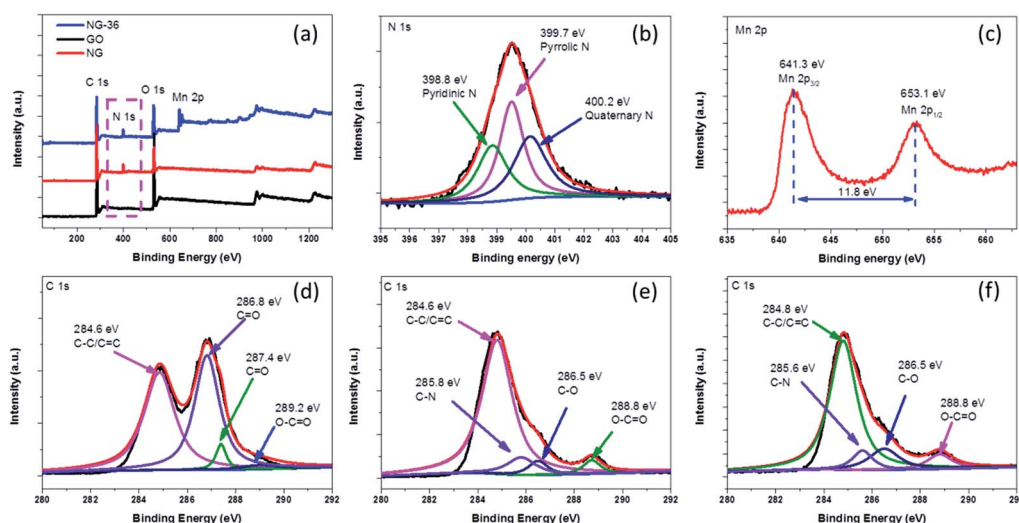 (a)
NG-36
GO
NG
C 1s
N 1s
O 1s
Mn 2p
Intensity (a.u.)
200 400 600 800 1000 1200
Binding Energy (eV)
N 1s
(b)
399.7 eV
Pyrrolic N
398.8 eV
Pyridinic N
400.2 eV
Quaternary N
Intensity (a.u.)
395 396 397 398 399 400 401 402 403 404 405
Binding Energy (eV)
Mn 2p
(c)
641.3 eV
Mn 2p3/2
653.1 eV
Mn 2p1/2
11.8 eV
Intensity (a.u.)
635 640 645 650 655 660
Binding energy (eV)
C 1s
(d)
286.8 eV
C=O
284.6 eV
C-C/C=C
287.4 eV
C=O
289.2 eV
O-C=O
Intensity (a.u.)
280 282 284 286 288 290 292
Binding Energy (eV)
C 1s
(e)
284.6 eV
C-C/C=C
285.8 eV
C-N
286.5 eV
C-O
288.8 eV
O-C=O
Intensity (a.u.)
280 282 284 286 288 290 292
Binding Energy (eV)
C 1s
(f)
284.8 eV
C-C/C=C
285.6 eV
C-N
286.5 eV
C-O
288.8 eV
O-C=O
Intensity (a.u.)
280 282 284 286 288 290 29
Binding Energy (eV)